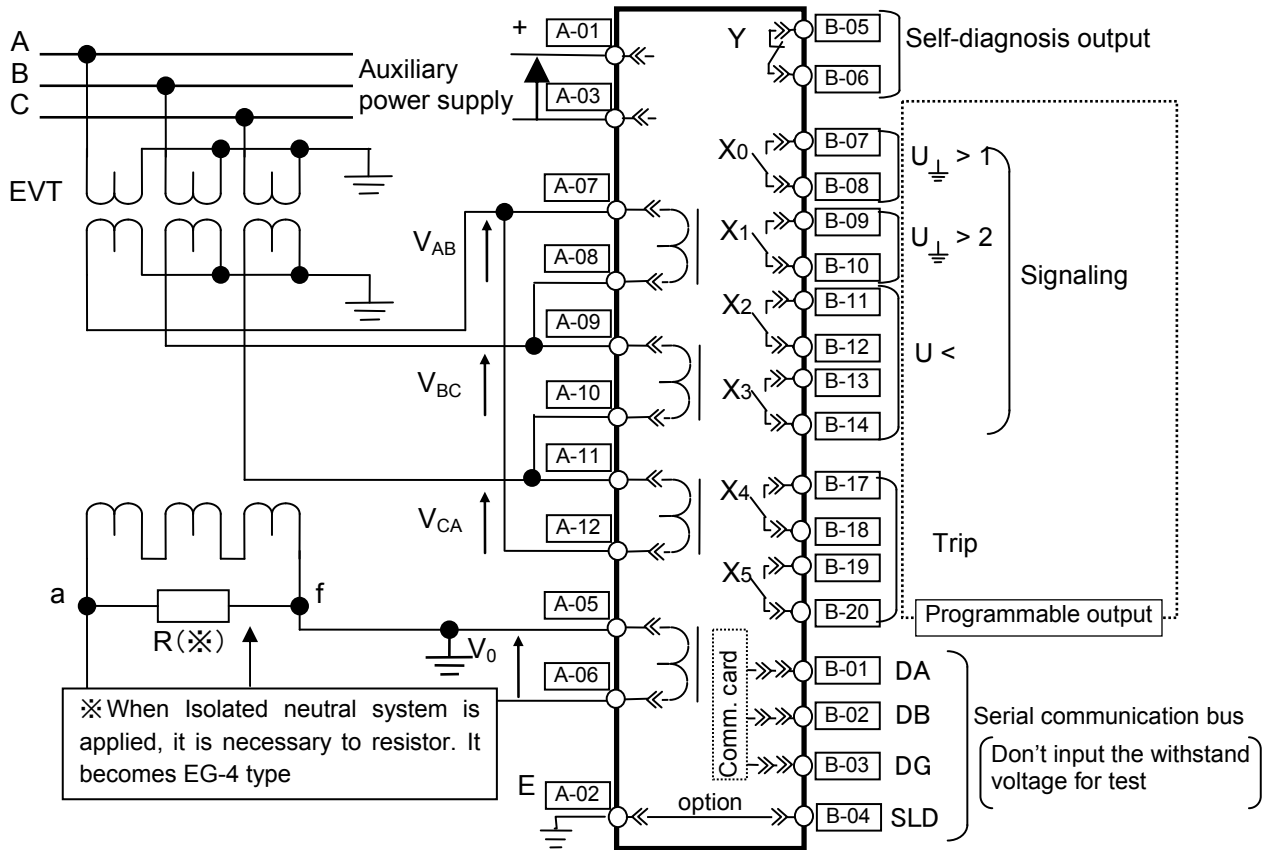 A
B
C
EVT
Auxiliary
power supply
+
A-01
A-03
A-07
VAB
A-08
A-09
VBC
A-10
A-11
VCA
A-12
a
f
R(※)
A-05
V0
A-06
※When Isolated neutral system is
applied, it is necessary to resistor. It
becomes EG-4 type
E
A-02
option
Y
B-05
B-06
Self-diagnosis output
X0
B-07
B-08
U⏚ > 1
X1
B-09
B-10
U⏚ > 2
Signaling
X2
B-11
B-12
U <
X3
B-13
B-14
X4
B-17
B-18
Trip
X5
B-19
B-20
Programmable output
Comm. card
B-01 DA
B-02 DB
B-03 DG
B-04 SLD
Serial communication bus
Don't input the withstand
voltage for test